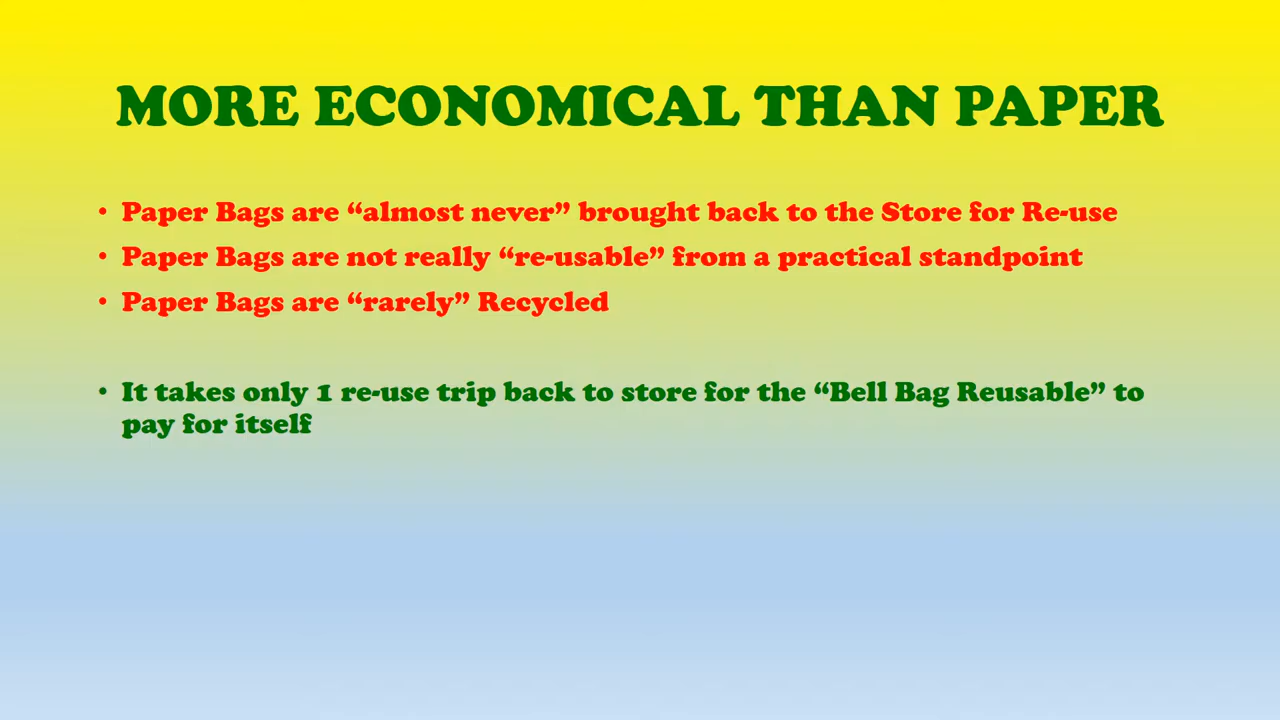 MORE ECONOMICAL THAN PAPER
• Paper Bags are “almost never” brought back to the Store for Re-use
• Paper Bags are not really “re-usable” from a practical standpoint
• Paper Bags are “rarely” Recycled
• It takes only 1 re-use trip back to store for the “Bell Bag Reusable” to
pay for itself